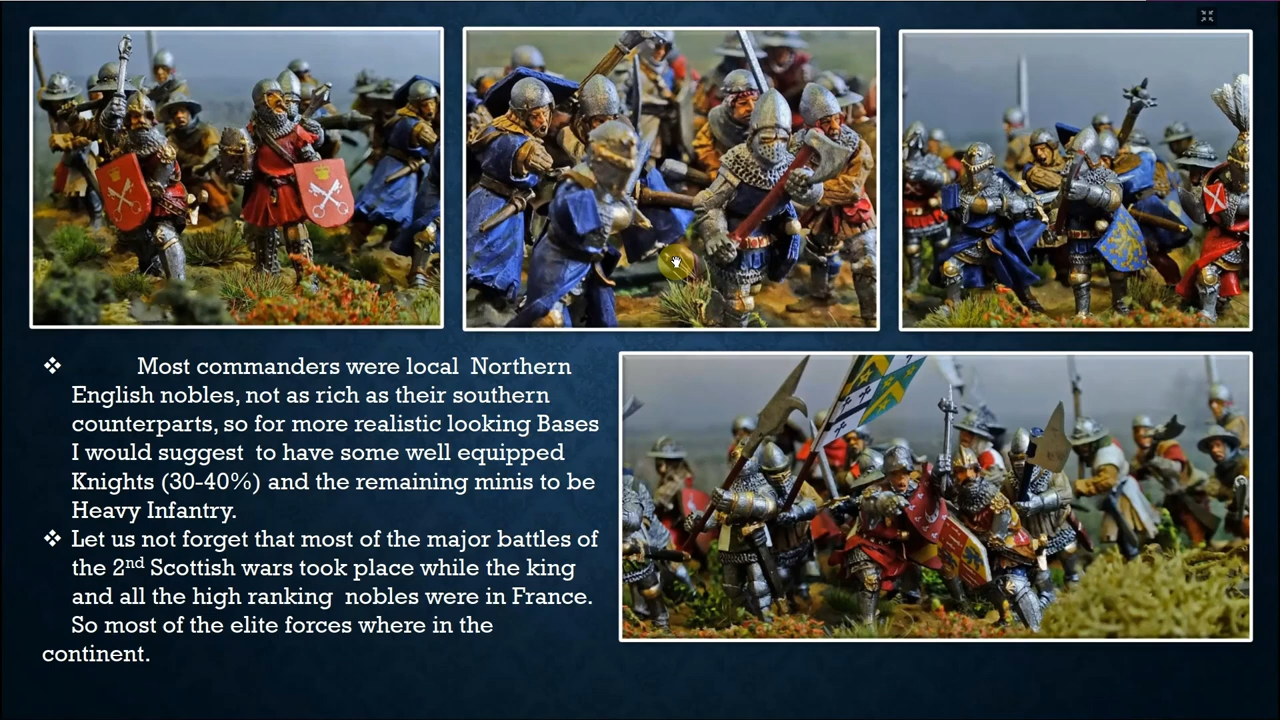 ❖ Most commanders were local Northern
English nobles, not as rich as their southern
counterparts, so for more realistic looking Bases
I would suggest to have some well equipped
Knights (30-40%) and the remaining minis to be
Heavy Infantry.
❖ Let us not forget that most of the major battles of
the 2nd Scottish wars took place while the king
and all the high ranking nobles were in France.
So most of the elite forces where in the
continent.